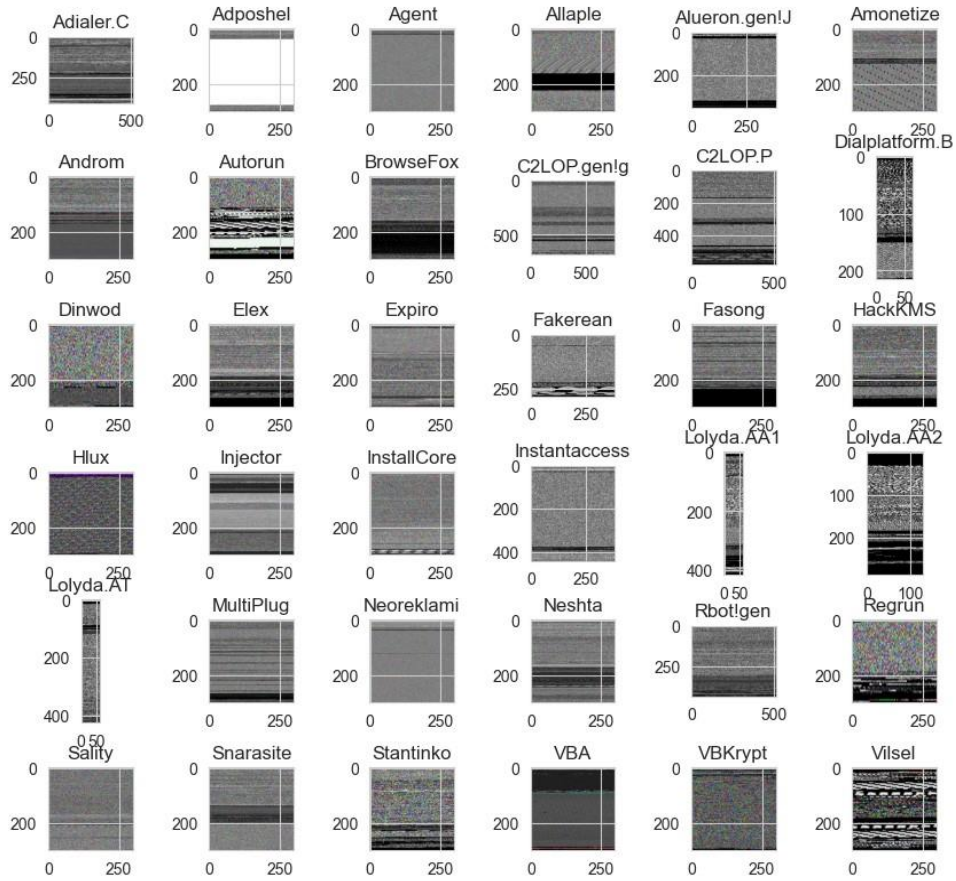 Adialer.C Adposhel Agent Allaple Alueron.gen!J Amonetize
0 0 0 0 0 0
250 200 200 200 200 200
0 500 0 250 0 250 0 250 0 250 0 250
Androm Autorun BrowseFox C2LOP.gen!g C2LOP.P Dialplatform.B
0 0 0 0 0 0
200 200 200 500 200 400 100 200
0 250 0 250 0 250 0 500 0 500 0 50
Dinwod Elex Expiro Fakerean Fasong HackKMS
0 0 0 0 0 0
200 200 200 250 200 200
0 250 0 250 0 250 0 250 0 250 0 250
Hlux Injector InstallCore Instantaccess Lolyda.AA1 Lolyda.AA2
0 0 0 0 0 0
200 200 200 200 400 200 400 100 200
0 250 0 250 0 250 0 250 0 50 0 100
Lolyda.AT MultiPlug Neoreklami Neshta Rbot!gen Regrun
0 0 0 0 0 0
200 400 200 200 200 250 200
0 50 0 250 0 250 0 250 0 500 0 250
Sality Snarasite Stantinko VBA VBKrypt Vilsel
0 0 0 0 0 0
200 200 200 200 200 200
0 250 0 250 0 250 0 250 0 250 0 250